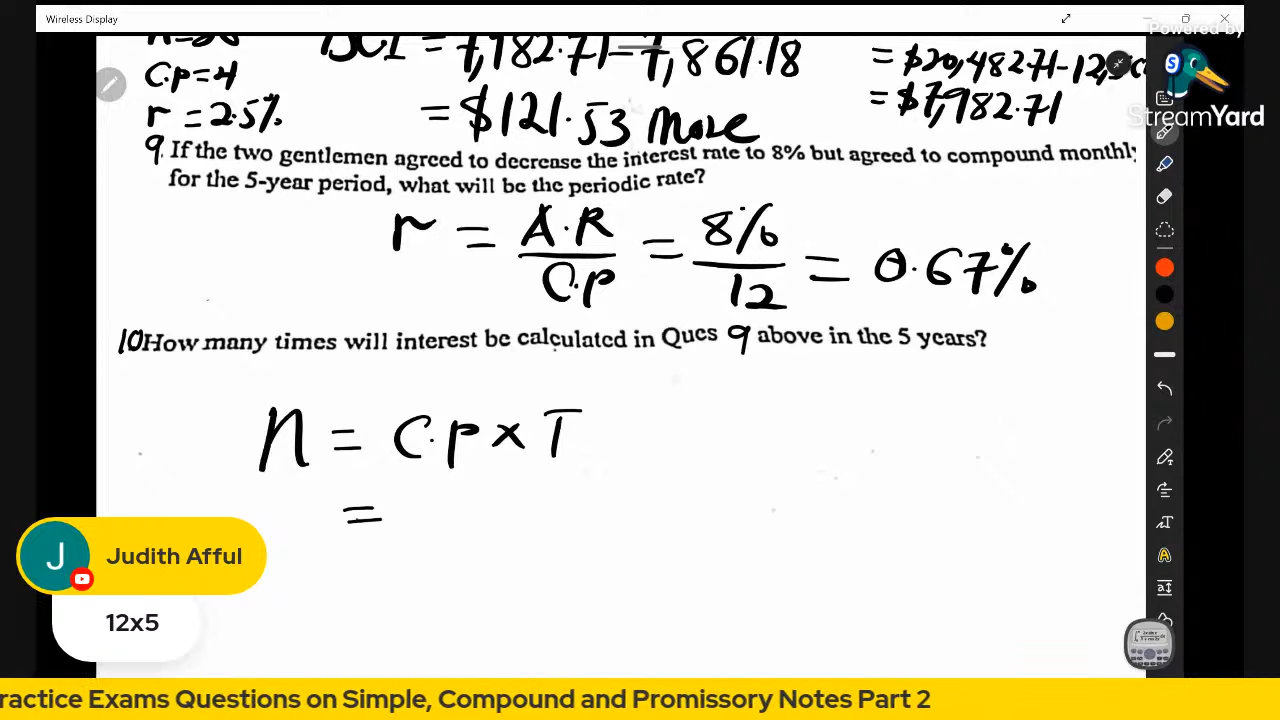 Wireless Display
Powered by
StreamYard
C.p = 4
r = 2.5%
= 7,982.71 - 7,861.18
= $121.53 more
= $20,482.71 -
= $7,982.71
9. If the two gentlemen agreed to decrease the interest rate to 8% but agreed to compound monthly
for the 5-year period, what will be the periodic rate?
r = A.R / C.P = 8% / 12 = 0.67%
10 How many times will interest be calculated in Ques 9 above in the 5 years?
n = C.P x T
=
J
Judith Afful
12x5
ractice Exams Questions on Simple, Compound and Promissory Notes Part 2